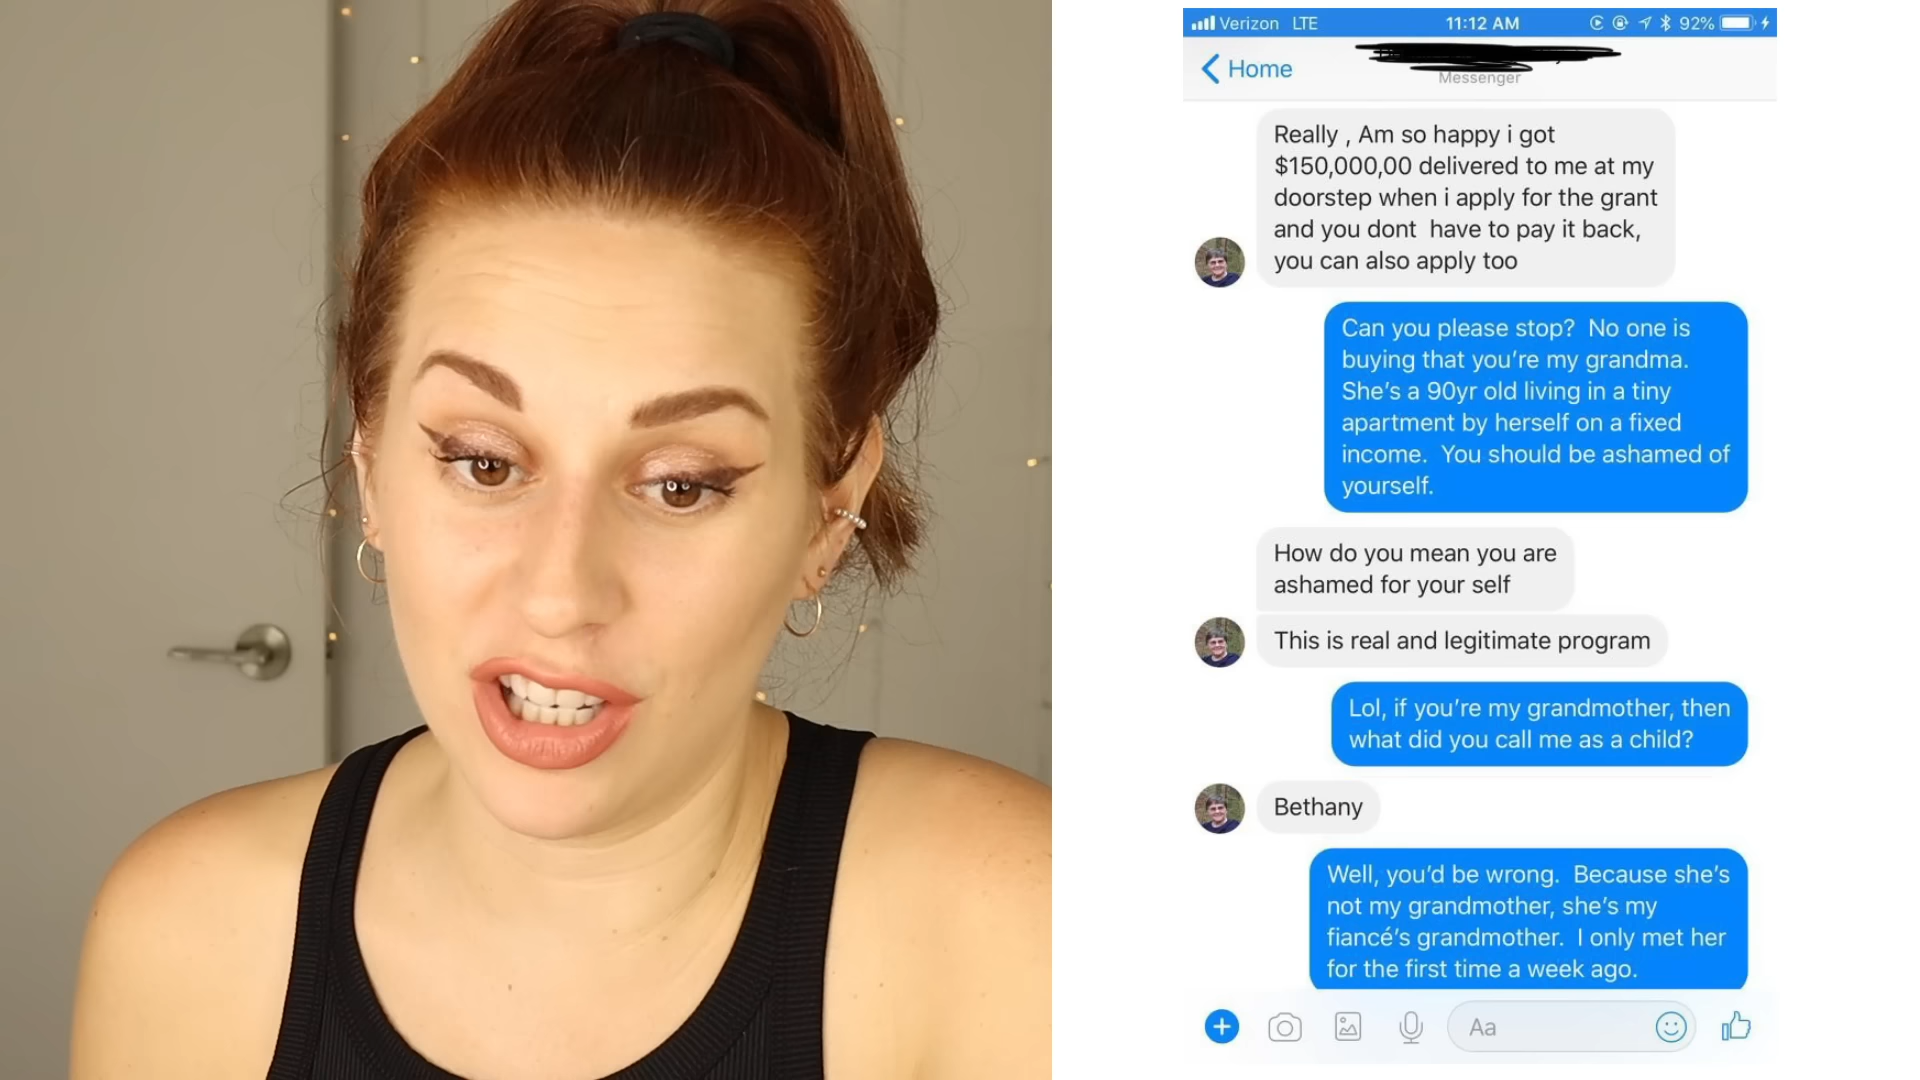 Verizon LTE 11:12 AM 92%
Home
Messenger
Really , Am so happy i got
$150,000,00 delivered to me at my
doorstep when i apply for the grant
and you dont  have to pay it back,
you can also apply too
Can you please stop?  No one is
buying that you’re my grandma.
She’s a 90yr old living in a tiny
apartment by herself on a fixed
income.  You should be ashamed of
yourself.
How do you mean you are
ashamed for your self
This is real and legitimate program
Lol, if you’re my grandmother, then
what did you call me as a child?
Bethany
Well, you’d be wrong.  Because she’s
not my grandmother, she’s my
fiancé’s grandmother.  I only met her
for the first time a week ago.
Aa